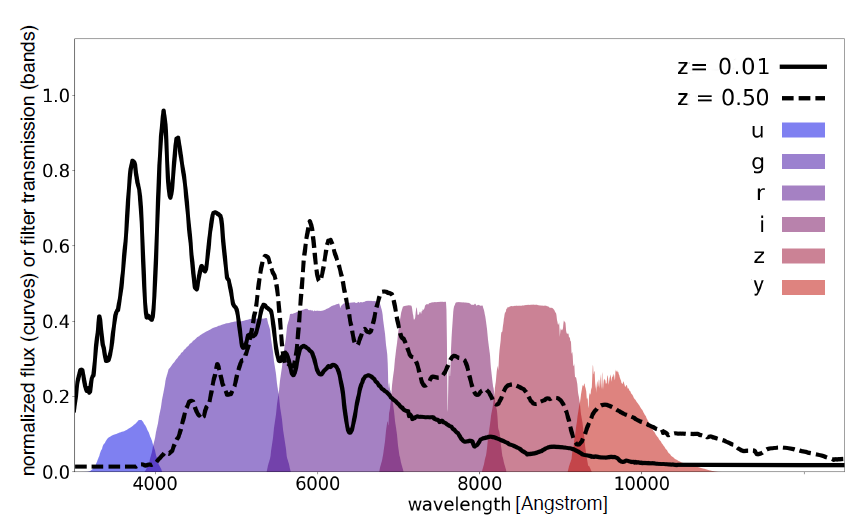 normalized flux (curves) or filter transmission (bands)
1.0
0.8
0.6
0.4
0.2
0.0
z= 0.01
z = 0.50
u
g
r
i
z
y
4000 6000 8000 10000
wavelength [Angstrom]